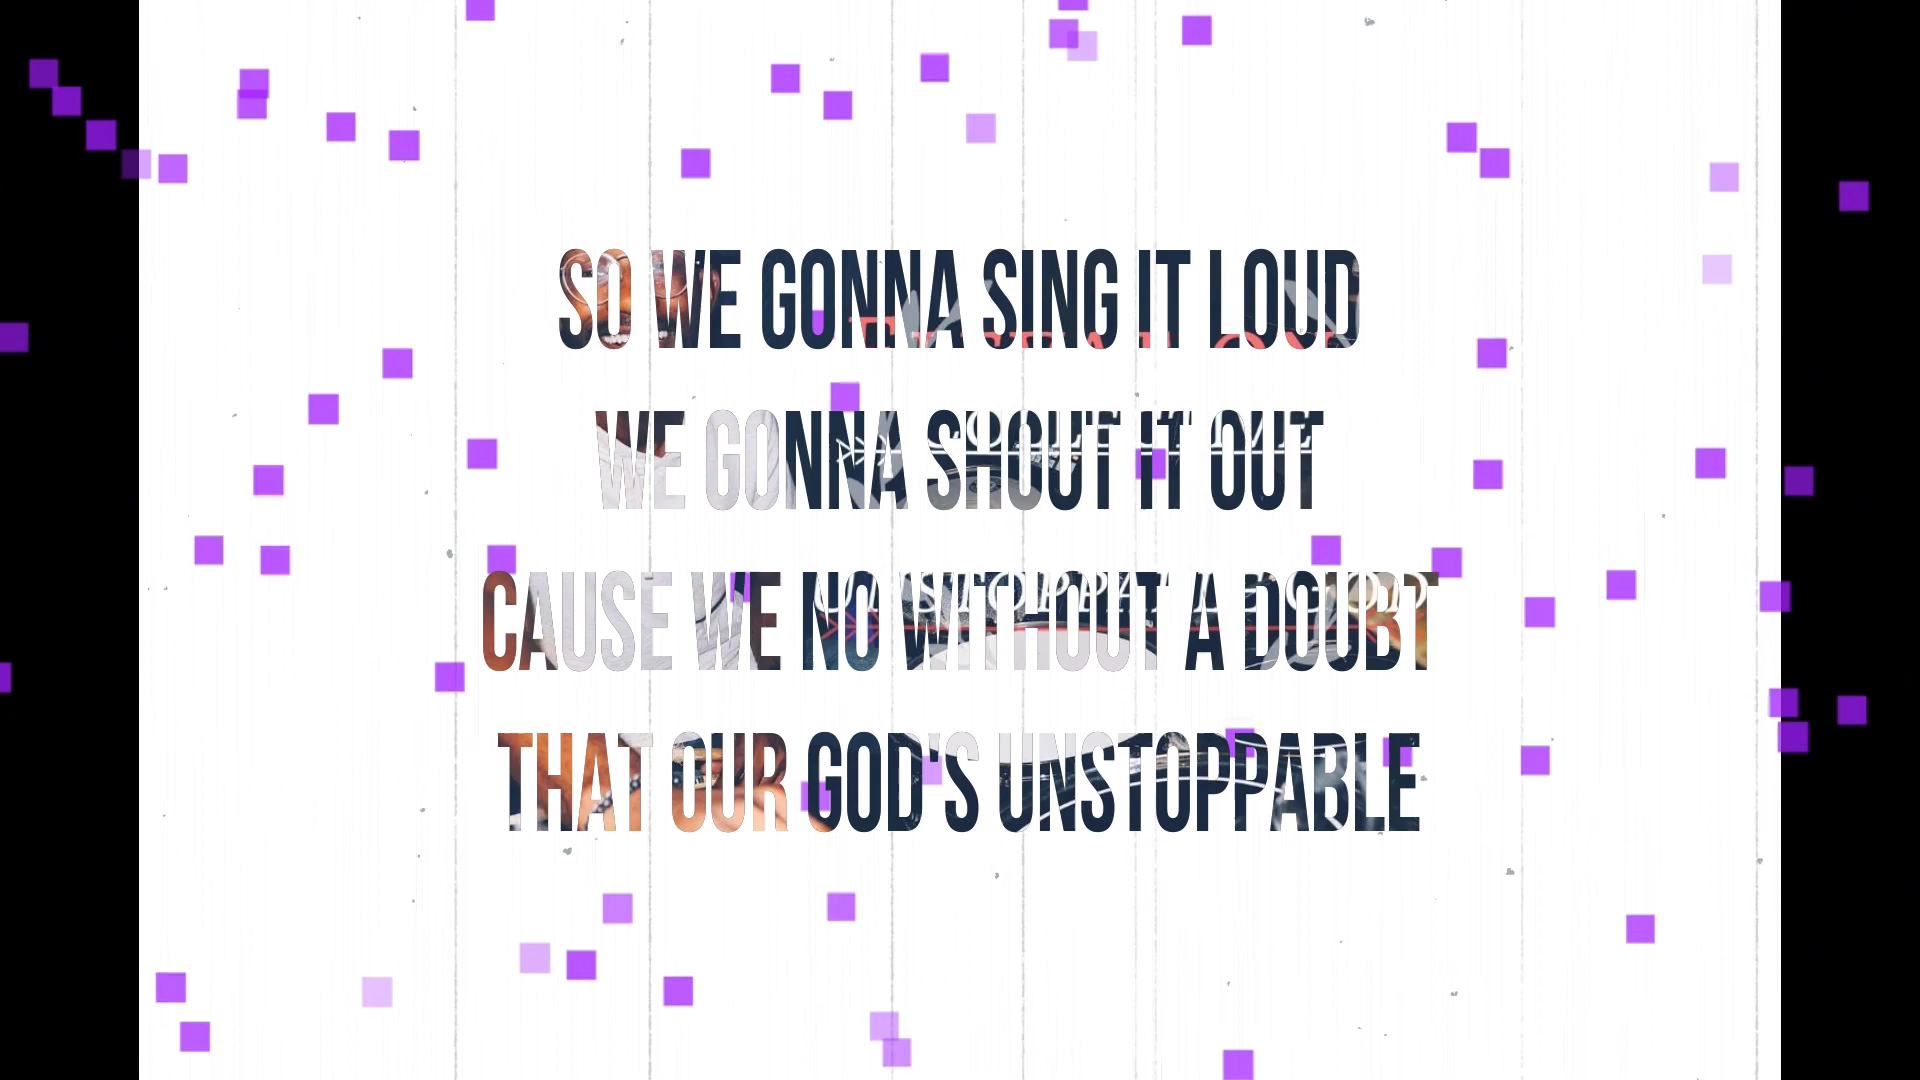 SO WE GONNA SING IT LOUD
WE GONNA SHOUT IT OUT
CAUSE WE NO WITHOUT A DOUBT
THAT OUR GOD'S UNSTOPPABLE